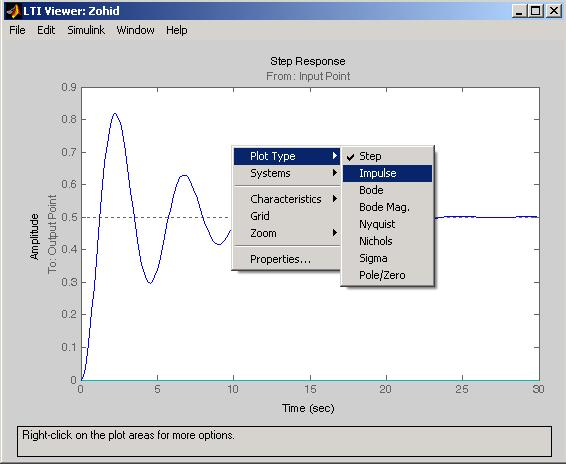 LTI Viewer: Zohid
File Edit Simulink Window Help
Step Response
From: Input Point
Amplitude
To: Output Point
0.9
0.8
0.7
0.6
0.5
0.4
0.3
0.2
0.1
0
0 5 10 15 20 25 30
Time (sec)
Plot Type
Systems
Characteristics
Grid
Zoom
Properties...
Step
Impulse
Bode
Bode Mag.
Nyquist
Nichols
Sigma
Pole/Zero
Right-click on the plot areas for more options.